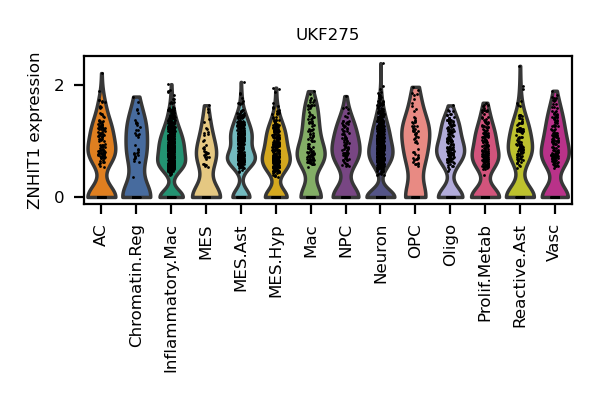 UKF275
ZNHIT1 expression
2
0
AC
Chromatin.Reg
Inflammatory.Mac
MES
MES.Ast
MES.Hyp
Mac
NPC
Neuron
OPC
Oligo
Prolif.Metab
Reactive.Ast
Vasc